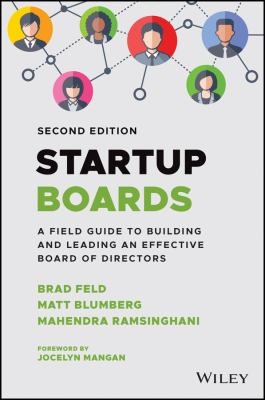 SECOND EDITION
STARTUP
BOARDS
A FIELD GUIDE TO BUILDING
AND LEADING AN EFFECTIVE
BOARD OF DIRECTORS
BRAD FELD
MATT BLUMBERG
MAHENDRA RAMSINGHANI
FOREWORD BY
JOCELYN MANGAN
WILEY